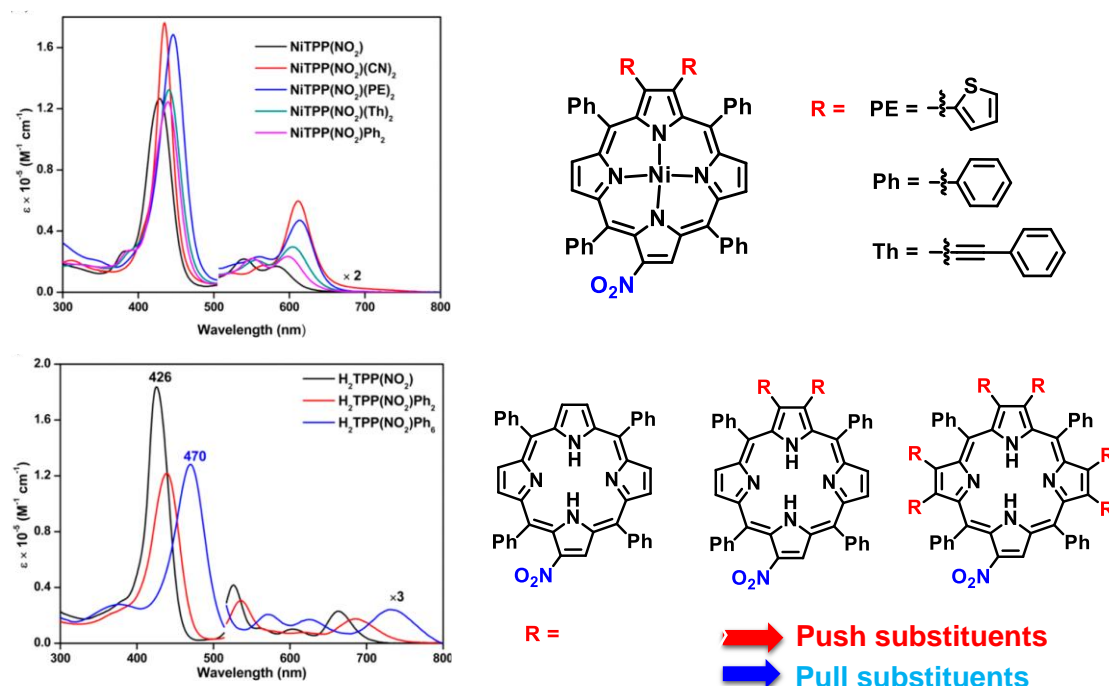 1.6
1.2
0.8
0.4
0.0
ε × 10⁻⁵ (M⁻¹ cm⁻¹)
NiTPP(NO₂)
NiTPP(NO₂)(CN)₂
NiTPP(NO₂)(PE)₂
NiTPP(NO₂)(Th)₂
NiTPP(NO₂)Ph₂
× 2
300 400 500 600 700 800
Wavelength (nm)
R R
Ph Ph
N
N Ni N
N
Ph Ph
O₂N
R = PE = S
Ph =
Th =
2.0
1.6
1.2
0.8
0.4
0.0
ε × 10⁻⁵ (M⁻¹ cm⁻¹)
426
470
H₂TPP(NO₂)
H₂TPP(NO₂)Ph₂
H₂TPP(NO₂)Ph₆
×3
300 400 500 600 700 800
Wavelength (nm)
Ph Ph
NH
N N
HN
Ph Ph
O₂N
R R
Ph Ph
NH
N N
HN
Ph Ph
O₂N
R R
Ph Ph
R R
NH
N N
R R
HN
Ph Ph
O₂N
R =
Push substituents
Pull substituents